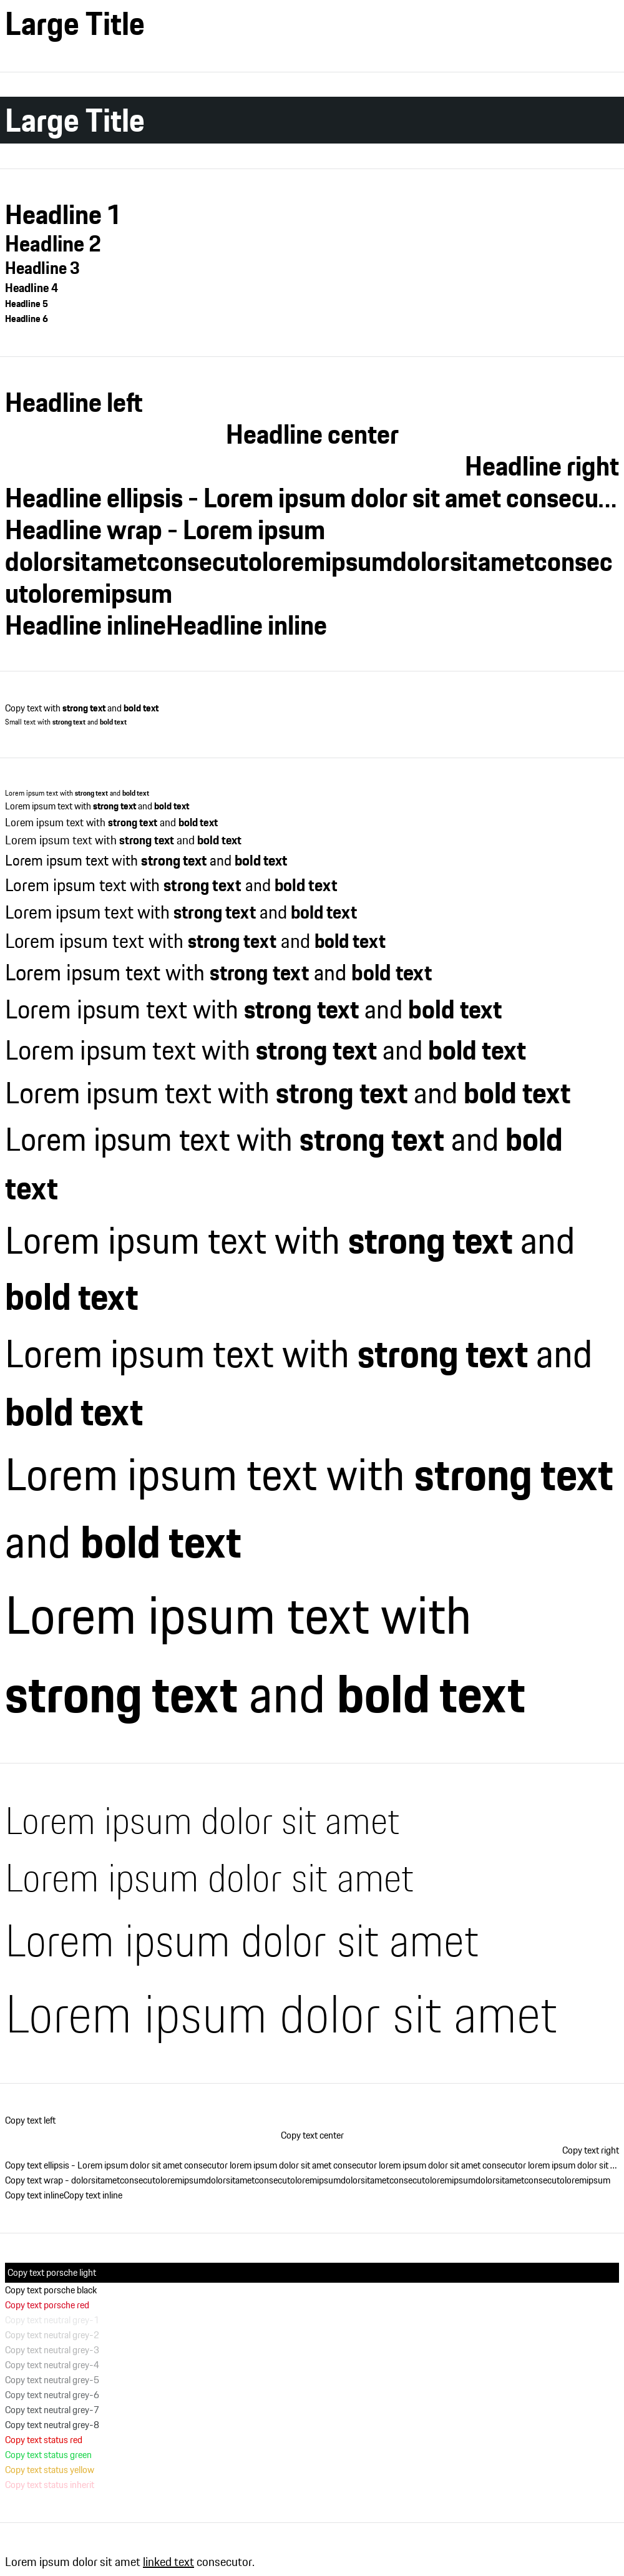 Large Title
Large Title
Headline 1
Headline 2
Headline 3
Headline 4
Headline 5
Headline 6
Headline left
Headline center
Headline right
Headline ellipsis - Lorem ipsum dolor sit amet consecu...
Headline wrap - Lorem ipsum
dolorsitametconsecutoloremipsumdolorsitametconsec
utoloremipsum
Headline inlineHeadline inline
Copy text with strong text and bold text
Small text with strong text and bold text
Lorem ipsum text with strong text and bold text
Lorem ipsum text with strong text and bold text
Lorem ipsum text with strong text and bold text
Lorem ipsum text with strong text and bold text
Lorem ipsum text with strong text and bold text
Lorem ipsum text with strong text and bold text
Lorem ipsum text with strong text and bold text
Lorem ipsum text with strong text and bold text
Lorem ipsum text with strong text and bold text
Lorem ipsum text with strong text and bold text
Lorem ipsum text with strong text and bold text
Lorem ipsum text with strong text and bold text
Lorem ipsum text with strong text and bold
text
Lorem ipsum text with strong text and
bold text
Lorem ipsum text with strong text and
bold text
Lorem ipsum text with strong text
and bold text
Lorem ipsum text with
strong text and bold text
Lorem ipsum dolor sit amet
Lorem ipsum dolor sit amet
Lorem ipsum dolor sit amet
Lorem ipsum dolor sit amet
Copy text left
Copy text center
Copy text right
Copy text ellipsis - Lorem ipsum dolor sit amet consecutor lorem ipsum dolor sit amet consecutor lorem ipsum dolor sit amet consecutor lorem ipsum dolor sit ...
Copy text wrap - dolorsitametconsecutoloremipsumdolorsitametconsecutoloremipsumdolorsitametconsecutoloremipsumdolorsitametconsecutoloremipsum
Copy text inlineCopy text inline
Copy text porsche light
Copy text porsche black
Copy text porsche red
Copy text neutral grey-1
Copy text neutral grey-2
Copy text neutral grey-3
Copy text neutral grey-4
Copy text neutral grey-5
Copy text neutral grey-6
Copy text neutral grey-7
Copy text neutral grey-8
Copy text status red
Copy text status green
Copy text status yellow
Copy text status inherit
Lorem ipsum dolor sit amet linked text consecutor.